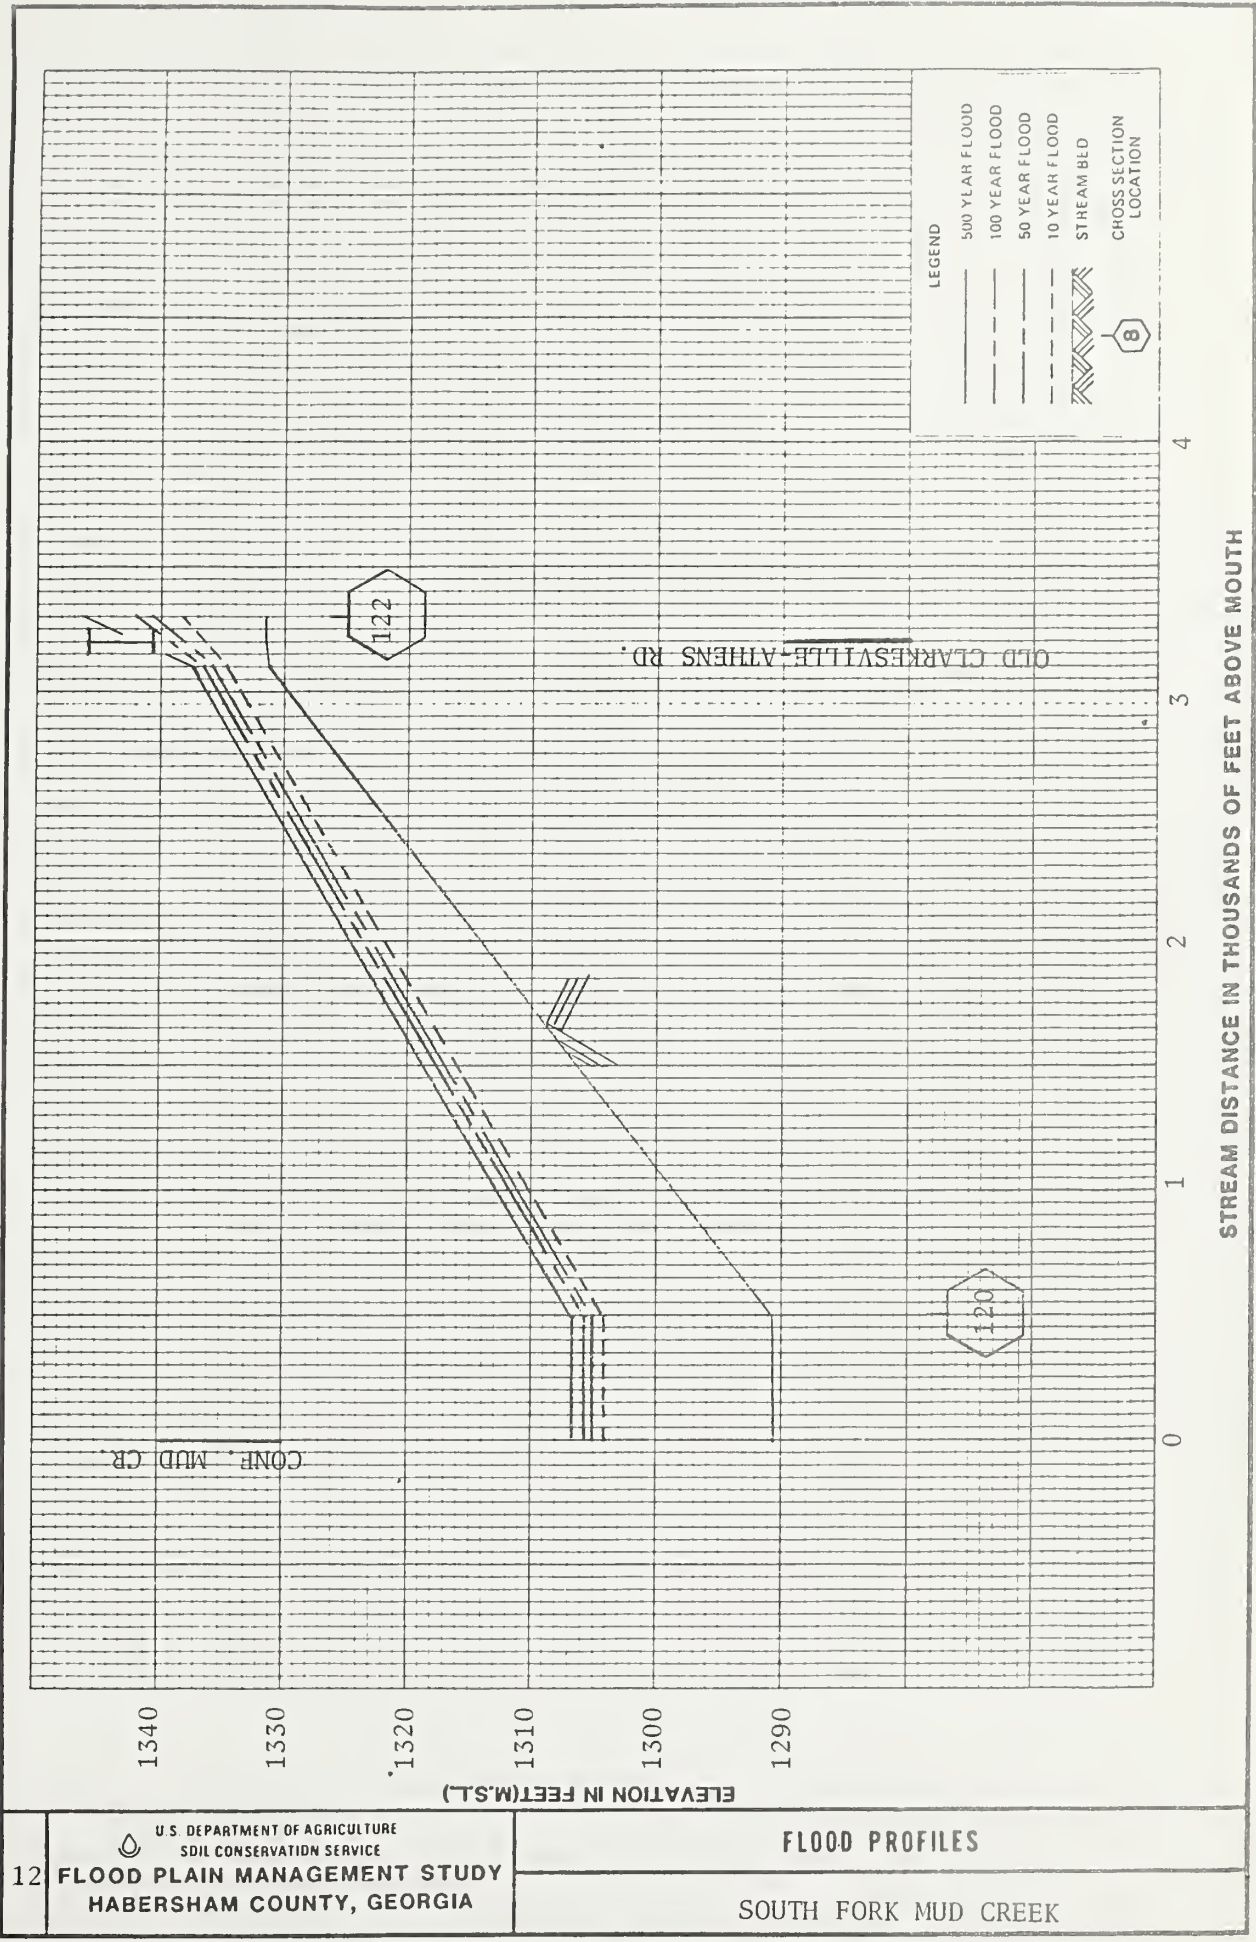 LEGEND
500 YEAR FLOOD
100 YEAR FLOOD
50 YEAR FLOOD
10 YEAR FLOOD
STREAM BED
CROSS SECTION
LOCATION
8
122
OLD CLARKESVILLE-ATHENS RD.
120
CONF. MUD CR.
0
1
2
3
4
STREAM DISTANCE IN THOUSANDS OF FEET ABOVE MOUTH
1340
1330
1320
1310
1300
1290
ELEVATION IN FEET(M.S.L.)
12
U.S. DEPARTMENT OF AGRICULTURE
SOIL CONSERVATION SERVICE
FLOOD PLAIN MANAGEMENT STUDY
HABERSHAM COUNTY, GEORGIA
FLOOD PROFILES
SOUTH FORK MUD CREEK